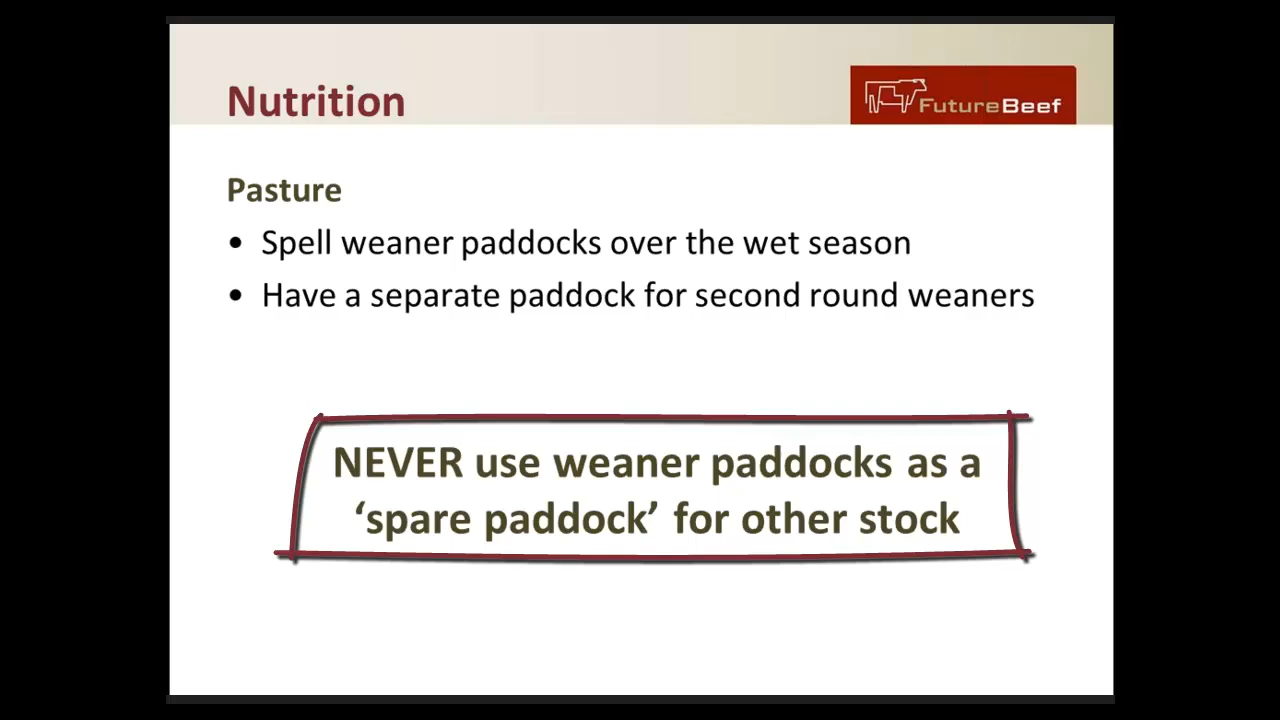 Nutrition
FutureBeef
Pasture
• Spell weaner paddocks over the wet season
• Have a separate paddock for second round weaners
NEVER use weaner paddocks as a
‘spare paddock’ for other stock